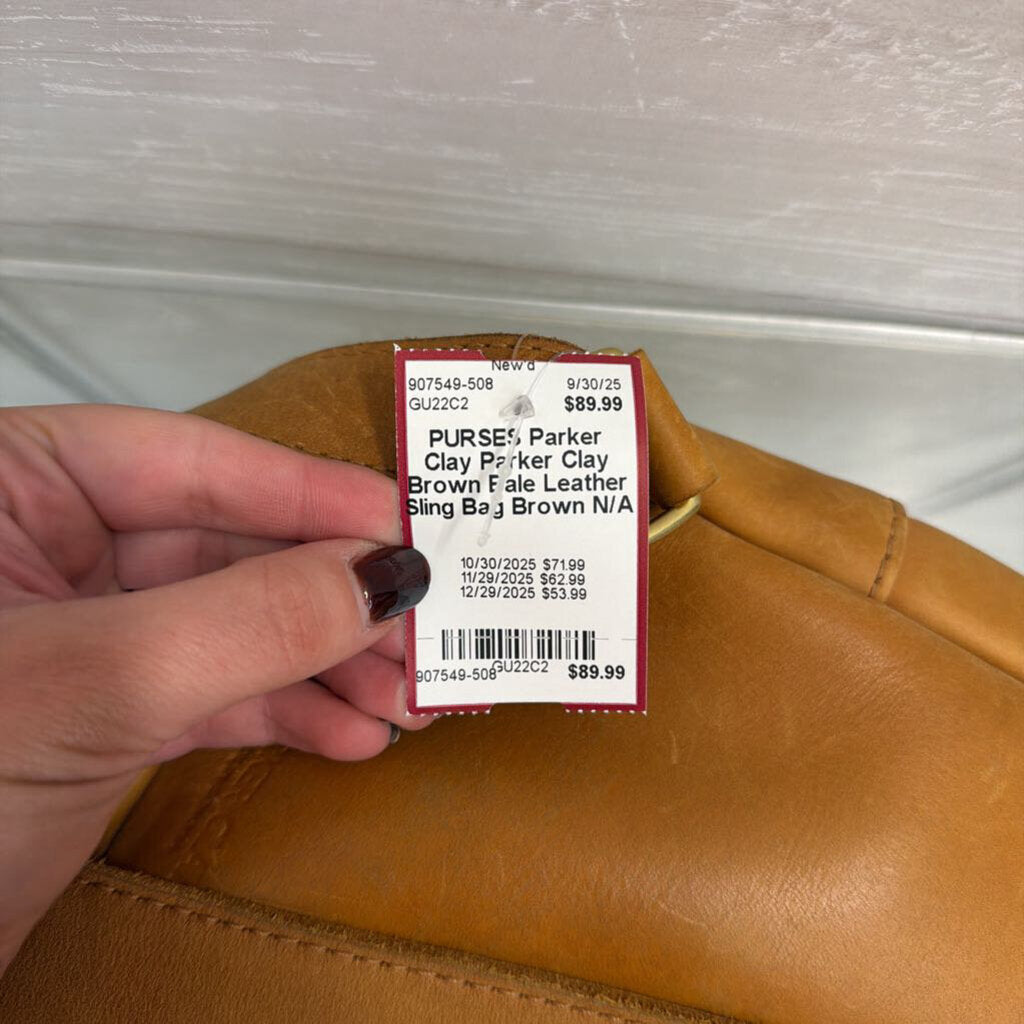 New'd
907549-508 9/30/25
GU22C2 $89.99
PURSES Parker
Clay Parker Clay
Brown Bale Leather
Sling Bag Brown N/A
10/30/2025 $71.99
11/29/2025 $62.99
12/29/2025 $53.99
907549-508 GU22C2 $89.99